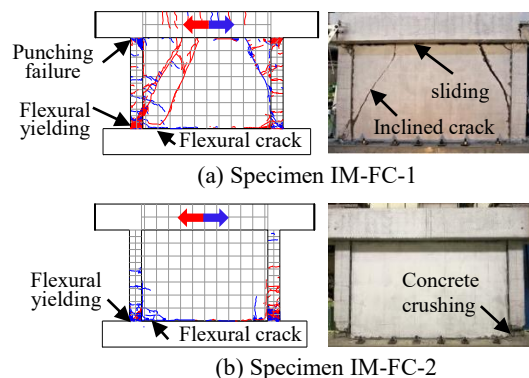 Punching
failure
Flexural
yielding
Flexural crack
sliding
Inclined crack
(a) Specimen IM-FC-1
Flexural
yielding
Flexural crack
Concrete
crushing
(b) Specimen IM-FC-2